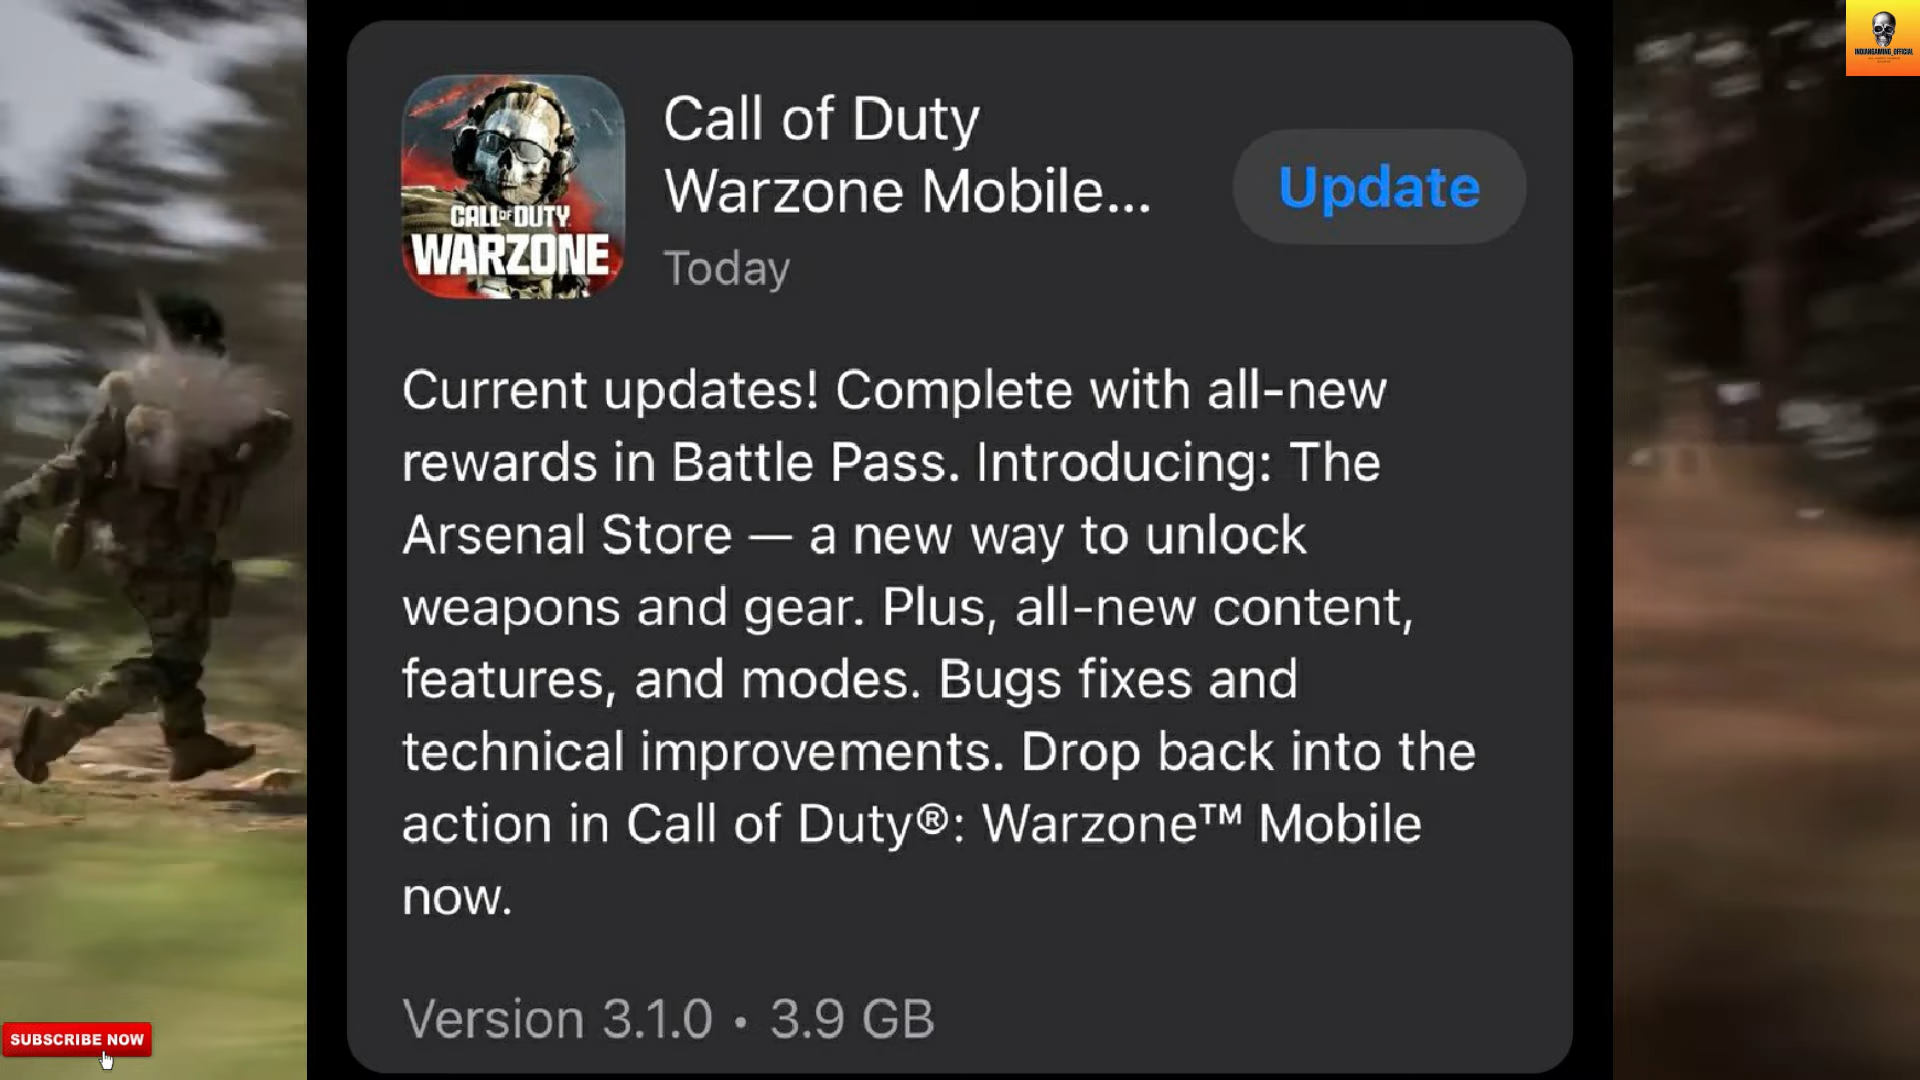 INDIANGAMING_OFFICIAL
Call of Duty
Warzone Mobile...
Update
Today
CALL OF DUTY
WARZONE
Current updates! Complete with all-new
rewards in Battle Pass. Introducing: The
Arsenal Store — a new way to unlock
weapons and gear. Plus, all-new content,
features, and modes. Bugs fixes and
technical improvements. Drop back into the
action in Call of Duty®: Warzone™ Mobile
now.
Version 3.1.0 • 3.9 GB
SUBSCRIBE NOW